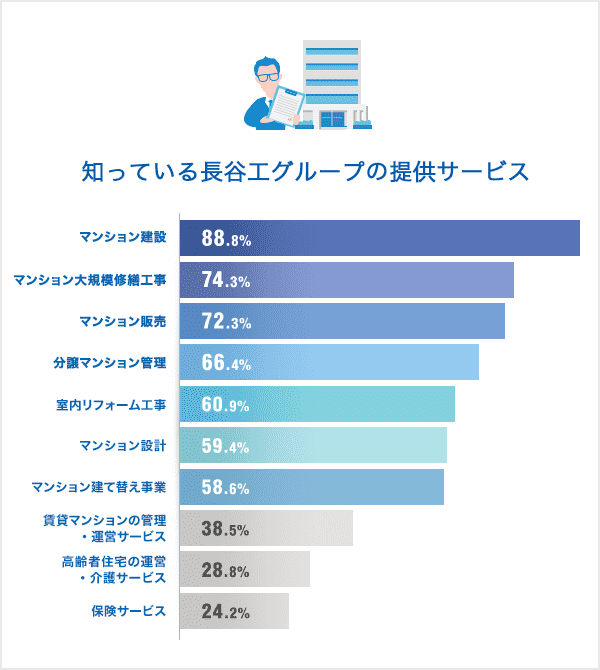 知っている長谷工グループの提供サービス
マンション建設 88.8%
マンション大規模修繕工事 74.3%
マンション販売 72.3%
分譲マンション管理 66.4%
室内リフォーム工事 60.9%
マンション設計 59.4%
マンション建て替え事業 58.6%
賃貸マンションの管理
・運営サービス 38.5%
高齢者住宅の運営
・介護サービス 28.8%
保険サービス 24.2%